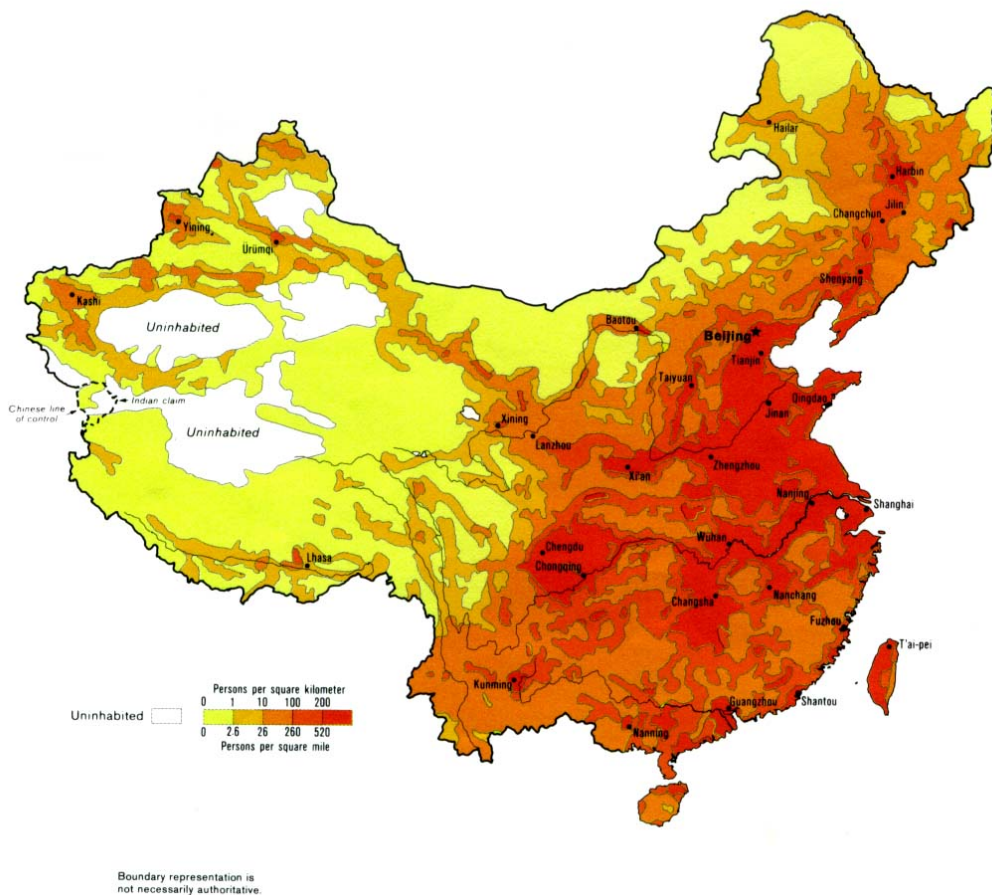 Hailar
Harbin
Jilin
Changchun
Yining
Ürümqi
Shenyang
Kashi
Uninhabited
Baotou
Beijing
Tianjin
Taiyuan
Indian claim
Chinese line
of control
Qingdao
Jinan
Xining
Uninhabited
Lanzhou
Zhengzhou
Xi'an
Nanjing
Shanghai
Wuhan
Chengdu
Lhasa
Chongqing
Nanchang
Changsha
Fuzhou
T'ai-pei
Kunming
Persons per square kilometer
0 1 10 100 200
Uninhabited
0 2.6 26 260 520
Persons per square mile
Guangzhou
Shantou
Nanning
Boundary representation is
not necessarily authoritative.